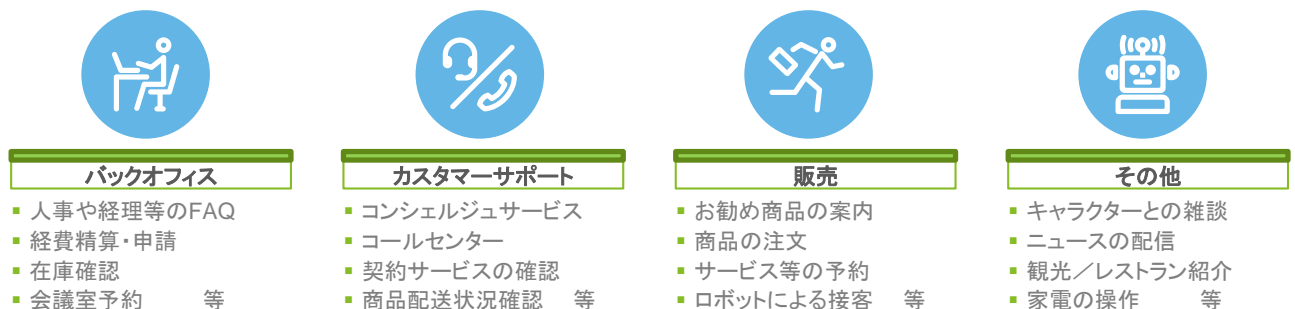 バックオフィス
人事や経理等のFAQ
経費精算・申請
在庫確認
会議室予約 等
カスタマーサポート
コンシェルジュサービス
コールセンター
契約サービスの確認
商品配送状況確認 等
販売
お勧め商品の案内
商品の注文
サービス等の予約
ロボットによる接客 等
その他
キャラクターとの雑談
ニュースの配信
観光／レストラン紹介
家電の操作 等